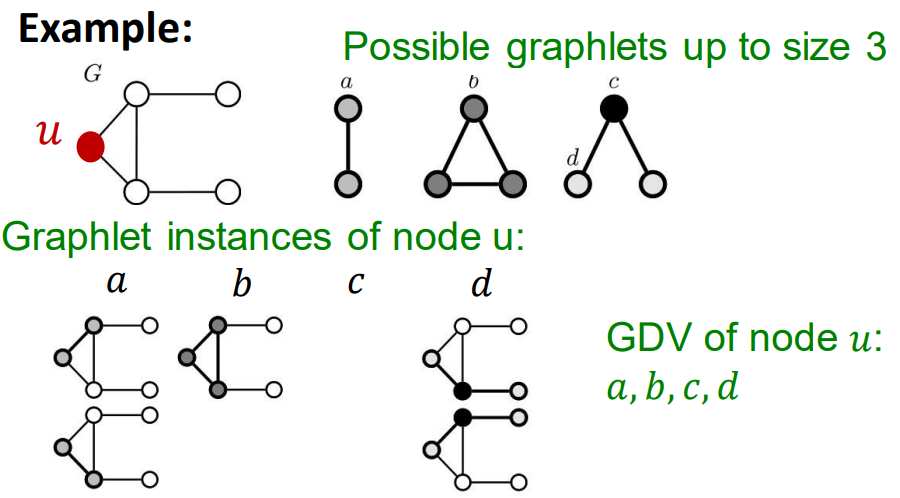 Example:
Possible graphlets up to size 3
G
a
b
c
u
d
Graphlet instances of node u:
a
b
c
d
GDV of node u:
a, b, c, d